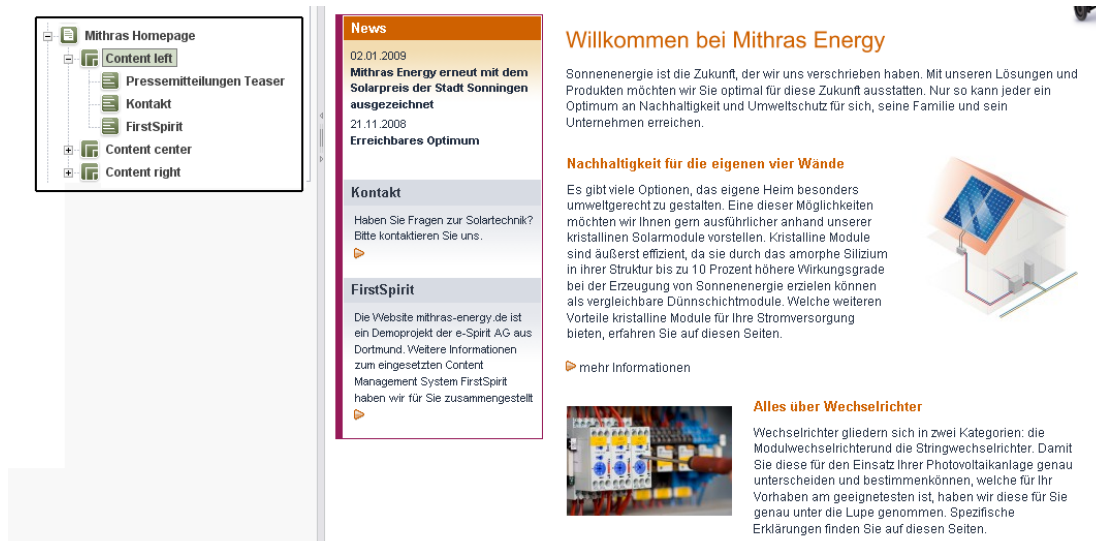 Mithras Homepage
Content left
Pressemitteilungen Teaser
Kontakt
FirstSpirit
Content center
Content right
News
02.01.2009
Mithras Energy erneut mit dem
Solarpreis der Stadt Sonningen
ausgezeichnet
21.11.2008
Erreichbares Optimum
Kontakt
Haben Sie Fragen zur Solartechnik?
Bitte kontaktieren Sie uns.
FirstSpirit
Die Website mithras-energy.de ist
ein Demoprojekt der e-Spirit AG aus
Dortmund. Weitere Informationen
zum eingesetzten Content
Management System FirstSpirit
haben wir für Sie zusammengestellt
Willkommen bei Mithras Energy
Sonnenenergie ist die Zukunft, der wir uns verschrieben haben. Mit unseren Lösungen und
Produkten möchten wir Sie optimal für diese Zukunft ausstatten. Nur so kann jeder ein
Optimum an Nachhaltigkeit und Umweltschutz für sich, seine Familie und sein
Unternehmen erreichen.
Nachhaltigkeit für die eigenen vier Wände
Es gibt viele Optionen, das eigene Heim besonders
umweltgerecht zu gestalten. Eine dieser Möglichkeiten
möchten wir Ihnen gern ausführlicher anhand unserer
kristallinen Solarmodule vorstellen. Kristalline Module
sind äußerst effizient, da sie durch das amorphe Silizium
in ihrer Struktur bis zu 10 Prozent höhere Wirkungsgrade
bei der Erzeugung von Sonnenenergie erzielen können
als vergleichbare Dünnschichtmodule. Welche weiteren
Vorteile kristalline Module für Ihre Stromversorgung
bieten, erfahren Sie auf diesen Seiten.
mehr Informationen
Alles über Wechselrichter
Wechselrichter gliedern sich in zwei Kategorien: die
Modulwechselrichterund die Stringwechselrichter. Damit
Sie diese für den Einsatz Ihrer Photovoltaikanlage genau
unterscheiden und bestimmenkönnen, welche für Ihr
Vorhaben am geeignetesten ist, haben wir diese für Sie
genau unter die Lupe genommen. Spezifische
Erklärungen finden Sie auf diesen Seiten.